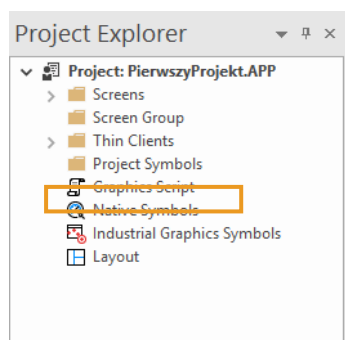 Project Explorer
Project: PierwszyProjekt.APP
Screens
Screen Group
Thin Clients
Project Symbols
Graphics Script
Native Symbols
Industrial Graphics Symbols
Layout